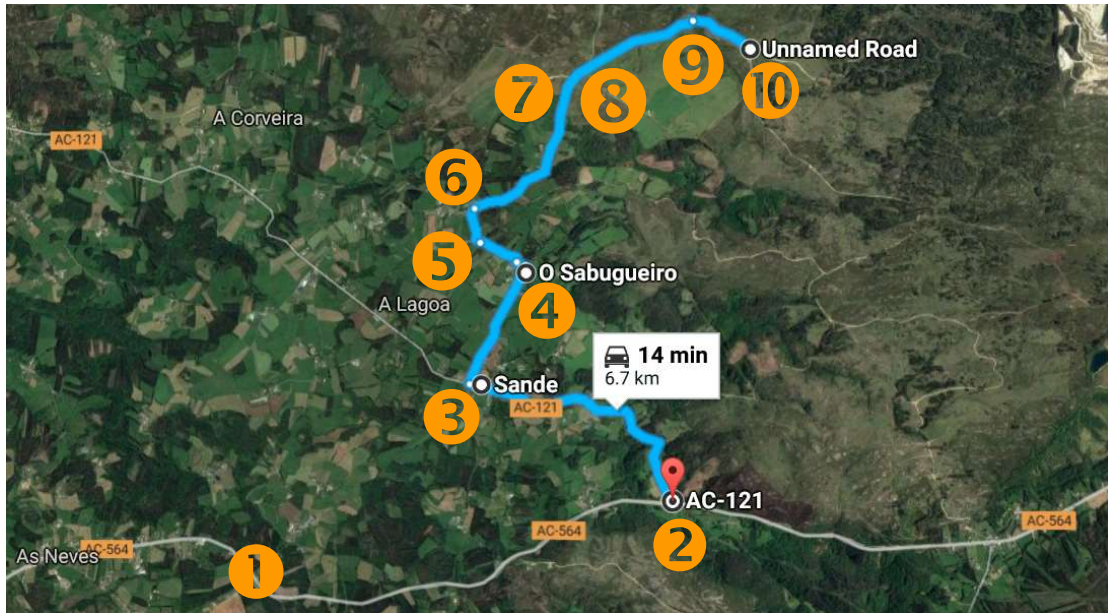 9
Unnamed Road
7
8
10
A Corveira
AC-121
6
5
O Sabugueiro
A Lagoa
4
14 min
6.7 km
Sande
AC-121
3
AC-121
AC-564
AC-564
2
As Neves
AC-564
1